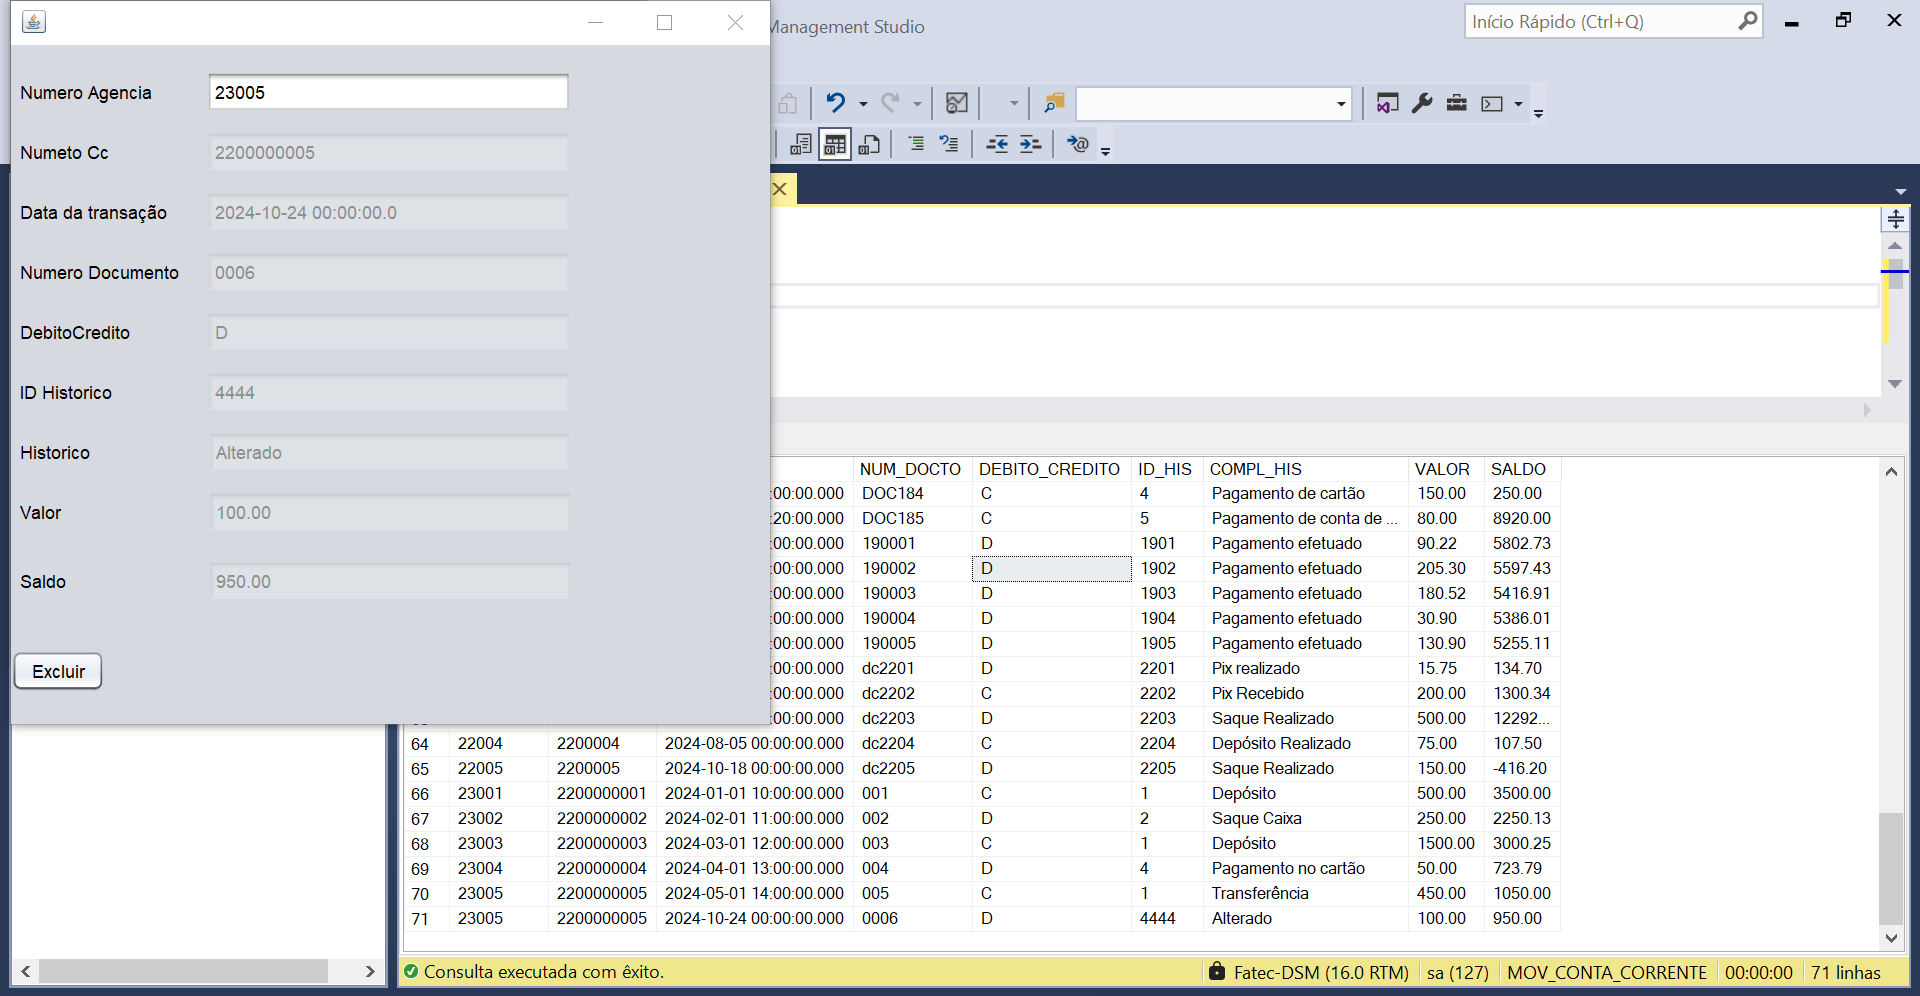 Management Studio
Início Rápido (Ctrl+Q)
Numero Agencia 23005
Numeto Cc 2200000005
Data da transação 2024-10-24 00:00:00.0
Numero Documento 0006
DebitoCredito D
ID Historico 4444
Historico Alterado
Valor 100.00
Saldo 950.00
Excluir
NUM_DOCTO DEBITO_CREDITO ID_HIS COMPL_HIS VALOR SALDO
:00:00.000 DOC184 C 4 Pagamento de cartão 150.00 250.00
:20:00.000 DOC185 C 5 Pagamento de conta de ... 80.00 8920.00
:00:00.000 190001 D 1901 Pagamento efetuado 90.22 5802.73
:00:00.000 190002 D 1902 Pagamento efetuado 205.30 5597.43
:00:00.000 190003 D 1903 Pagamento efetuado 180.52 5416.91
:00:00.000 190004 D 1904 Pagamento efetuado 30.90 5386.01
:00:00.000 190005 D 1905 Pagamento efetuado 130.90 5255.11
:00:00.000 dc2201 D 2201 Pix realizado 15.75 134.70
:00:00.000 dc2202 C 2202 Pix Recebido 200.00 1300.34
:00:00.000 dc2203 D 2203 Saque Realizado 500.00 12292...
64 22004 2200004 2024-08-05 00:00:00.000 dc2204 C 2204 Depósito Realizado 75.00 107.50
65 22005 2200005 2024-10-18 00:00:00.000 dc2205 D 2205 Saque Realizado 150.00 -416.20
66 23001 2200000001 2024-01-01 10:00:00.000 001 C 1 Depósito 500.00 3500.00
67 23002 2200000002 2024-02-01 11:00:00.000 002 D 2 Saque Caixa 250.00 2250.13
68 23003 2200000003 2024-03-01 12:00:00.000 003 C 1 Depósito 1500.00 3000.25
69 23004 2200000004 2024-04-01 13:00:00.000 004 D 4 Pagamento no cartão 50.00 723.79
70 23005 2200000005 2024-05-01 14:00:00.000 005 C 1 Transferência 450.00 1050.00
71 23005 2200000005 2024-10-24 00:00:00.000 0006 D 4444 Alterado 100.00 950.00
Consulta executada com êxito. Fatec-DSM (16.0 RTM) sa (127) MOV_CONTA_CORRENTE 00:00:00 71 linhas